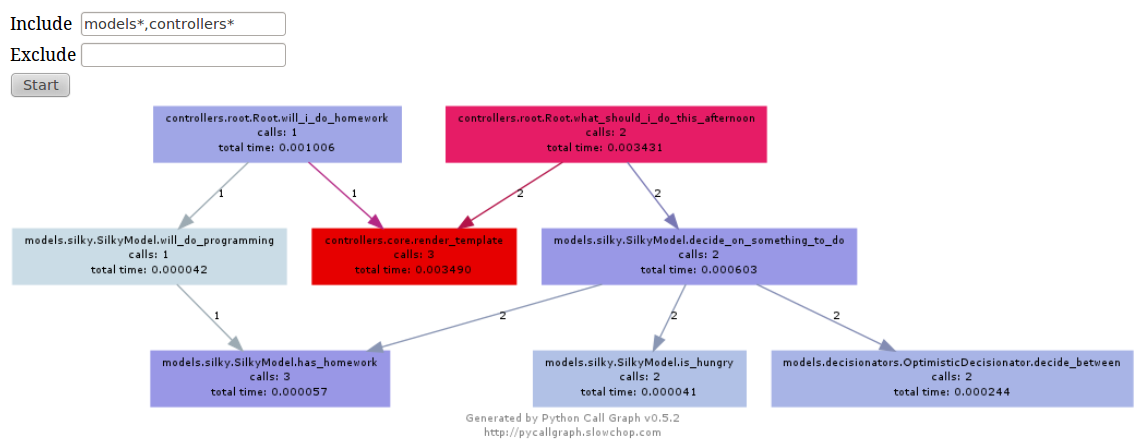 Include models*,controllers*
Exclude
Start
controllers.root.Root.will_i_do_homework
calls: 1
total time: 0.001006
controllers.root.Root.what_should_i_do_this_afternoon
calls: 2
total time: 0.003431
1
1
2
2
models.silky.SilkyModel.will_do_programming
calls: 1
total time: 0.000042
controllers.core.render_template
calls: 3
total time: 0.003490
models.silky.SilkyModel.decide_on_something_to_do
calls: 2
total time: 0.000603
1
2
2
2
models.silky.SilkyModel.has_homework
calls: 3
total time: 0.000057
models.silky.SilkyModel.is_hungry
calls: 2
total time: 0.000041
models.decisionators.OptimisticDecisionator.decide_between
calls: 2
total time: 0.000244
Generated by Python Call Graph v0.5.2
http://pycallgraph.slowchop.com